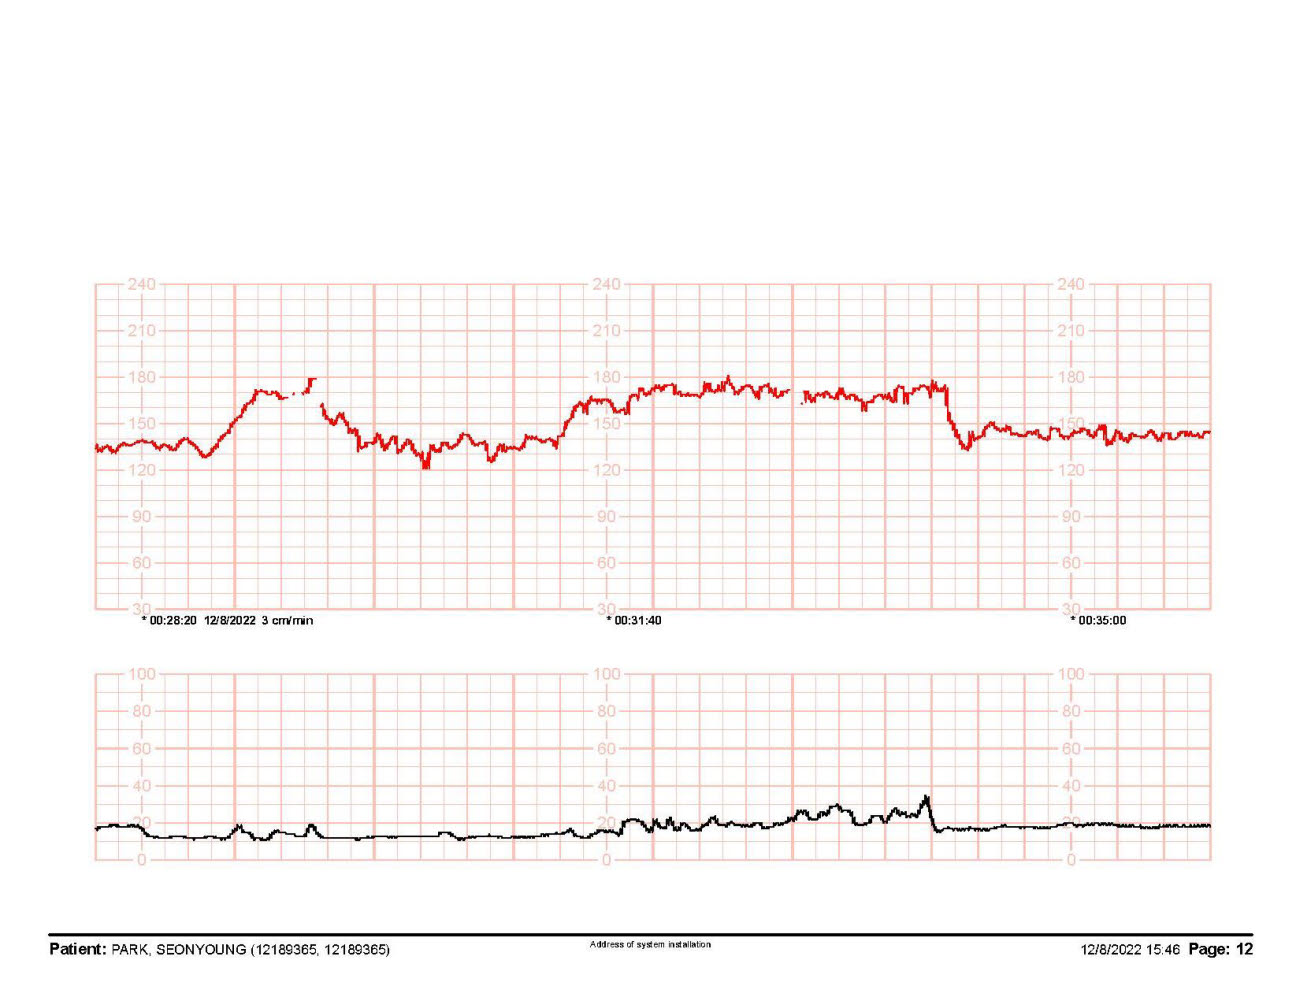 240 240 240
210 210 210
180 180 180
150 150 150
120 120 120
90 90 90
60 60 60
30 30 30
* 00:28:20 12/8/2022 3 cm/min * 00:31:40 * 00:35:00
100 100 100
80 80 80
60 60 60
40 40 40
20 20 20
0 0 0
Patient: PARK, SEONYOUNG (12189365, 12189365) Address of system installation 12/8/2022 15:46 Page: 12